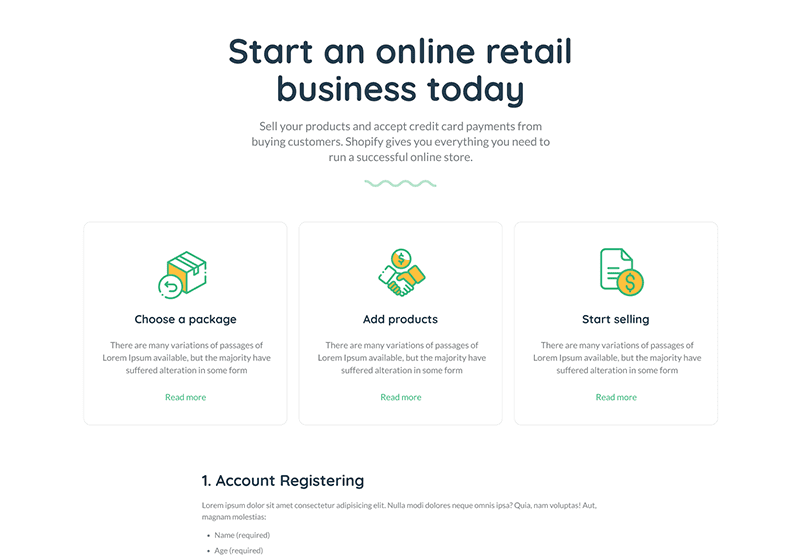 Start an online retail
business today
Sell your products and accept credit card payments from
buying customers. Shopify gives you everything you need to
run a successful online store.
$
$
Choose a package
Add products
Start selling
There are many variations of passages of
Lorem Ipsum available, but the majority have
suffered alteration in some form
There are many variations of passages of
Lorem Ipsum available, but the majority have
suffered alteration in some form
There are many variations of passages of
Lorem Ipsum available, but the majority have
suffered alteration in some form
Read more
Read more
Read more
1. Account Registering
Lorem ipsum dolor sit amet consectetur adipisicing elit. Nulla modi dolores neque omnis ipsa? Quia, nam voluptas! Aut,
magnam molestias:
• Name (required)
• Age (required)